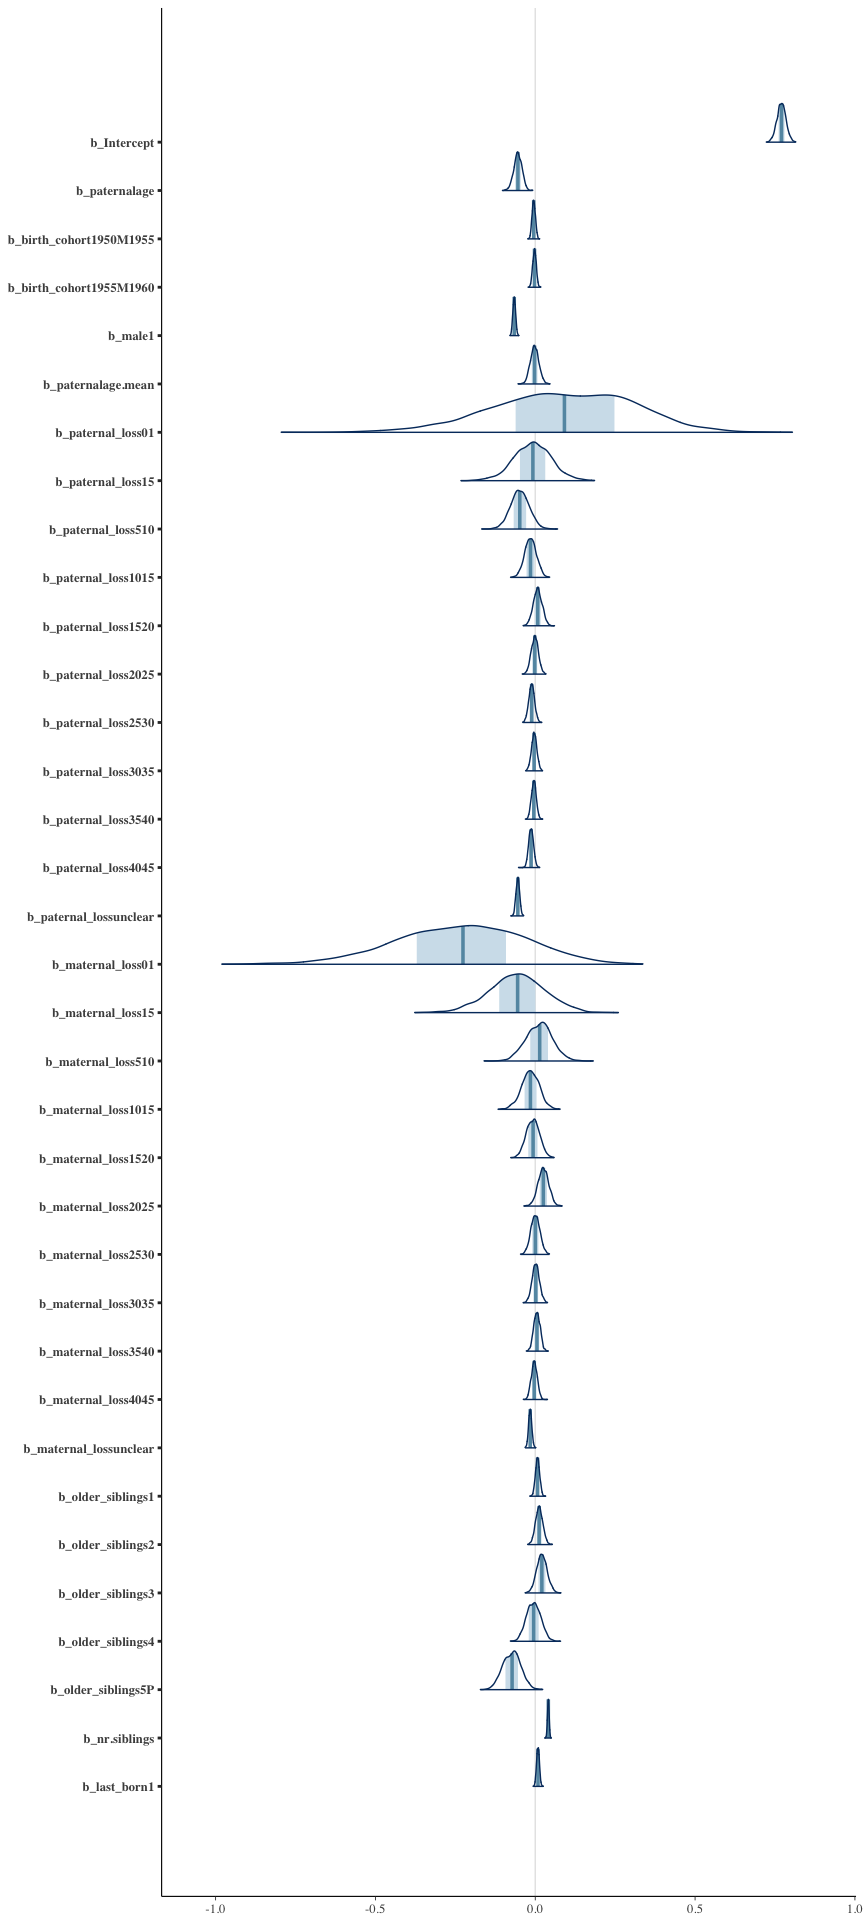 b_Intercept
b_paternalage
b_birth_cohort1950M1955
b_birth_cohort1955M1960
b_male1
b_paternalage.mean
b_paternal_loss01
b_paternal_loss15
b_paternal_loss510
b_paternal_loss1015
b_paternal_loss1520
b_paternal_loss2025
b_paternal_loss2530
b_paternal_loss3035
b_paternal_loss3540
b_paternal_loss4045
b_paternal_lossunclear
b_maternal_loss01
b_maternal_loss15
b_maternal_loss510
b_maternal_loss1015
b_maternal_loss1520
b_maternal_loss2025
b_maternal_loss2530
b_maternal_loss3035
b_maternal_loss3540
b_maternal_loss4045
b_maternal_lossunclear
b_older_siblings1
b_older_siblings2
b_older_siblings3
b_older_siblings4
b_older_siblings5P
b_nr.siblings
b_last_born1
-1.0 -0.5 0.0 0.5 1.0